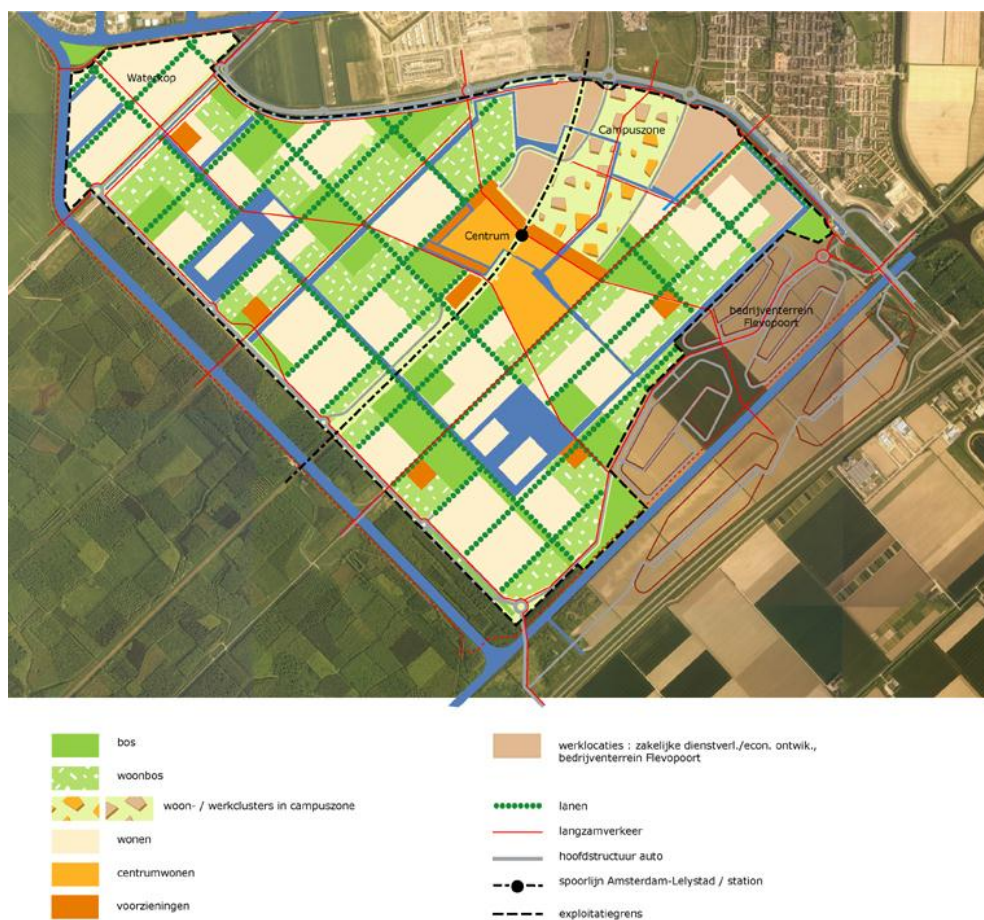 Waterkop
Campuszone
Centrum
bedrijventerrein
Flevopoort
bos
woonbos
woon- / werkclusters in campuszone
wonen
centrumwonen
voorzieningen
werklocaties : zakelijke dienstverl./econ. ontwik.,
bedrijventerrein Flevopoort
lanen
langzamverkeer
hoofdstructuur auto
spoorlijn Amsterdam-Lelystad / station
exploitatiegrens